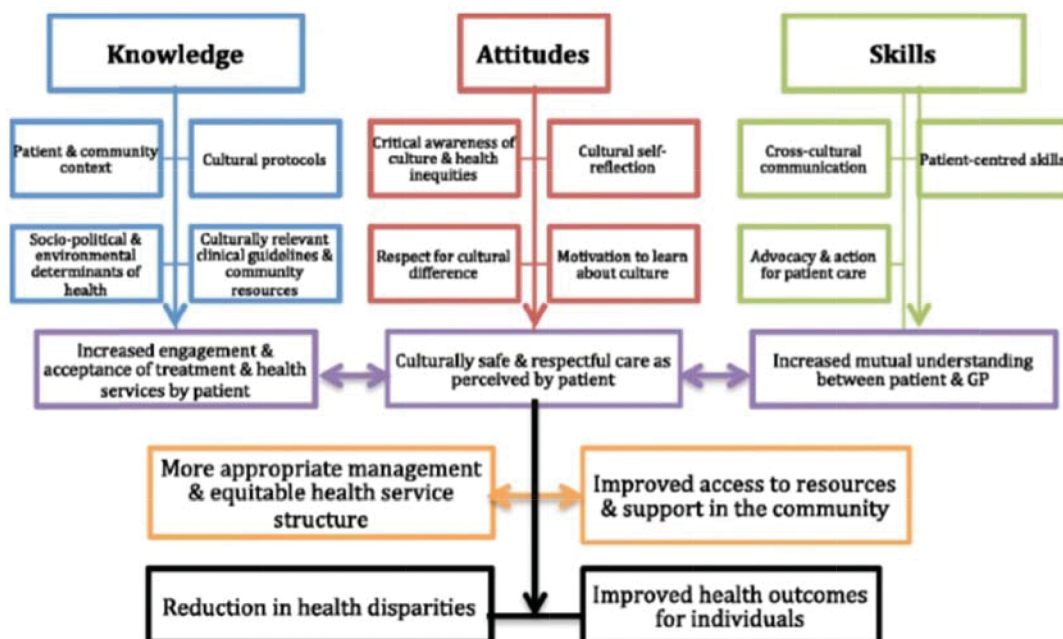 Knowledge
Attitudes
Skills
Patient & community
context
Cultural protocols
Critical awareness of
culture & health
inequities
Cultural self-
reflection
Cross-cultural
communication
Patient-centred skills
Socio-political &
environmental
determinants of
health
Culturally relevant
clinical guidelines &
community
resources
Respect for cultural
difference
Motivation to learn
about culture
Advocacy & action
for patient care
Increased engagement &
acceptance of treatment & health
services by patient
Culturally safe & respectful care as
perceived by patient
Increased mutual understanding
between patient & GP
More appropriate management
& equitable health service
structure
Improved access to resources
& support in the community
Reduction in health disparities
Improved health outcomes
for individuals